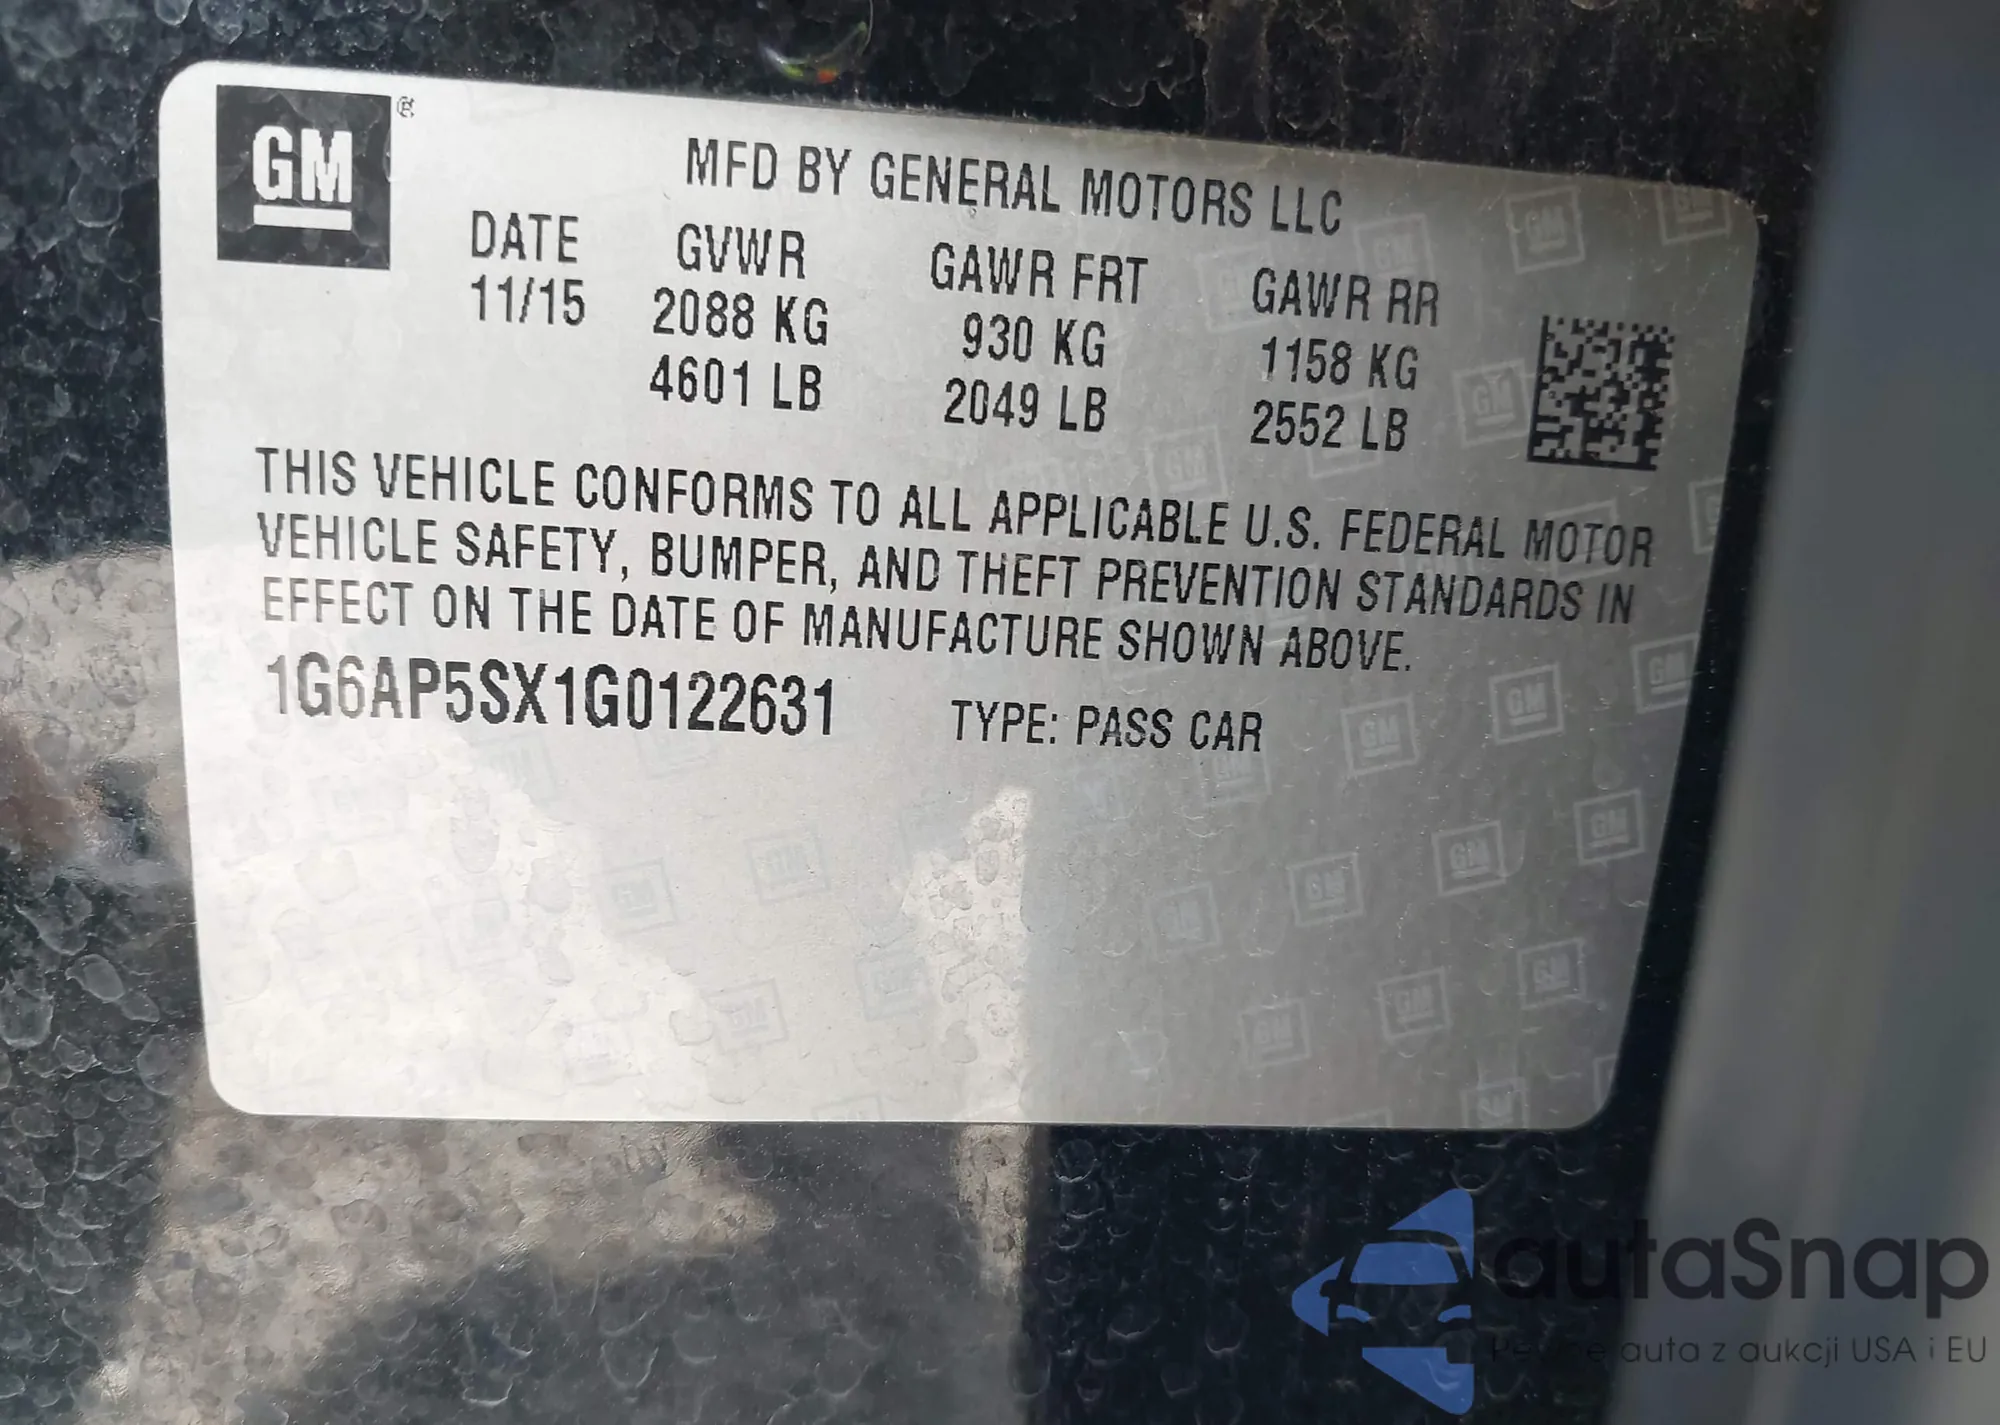 GM ®
MFD BY GENERAL MOTORS LLC
DATE GVWR GAWR FRT GAWR RR
11/15 2088 KG 930 KG 1158 KG
4601 LB 2049 LB 2552 LB
THIS VEHICLE CONFORMS TO ALL APPLICABLE U.S. FEDERAL MOTOR
VEHICLE SAFETY, BUMPER, AND THEFT PREVENTION STANDARDS IN
EFFECT ON THE DATE OF MANUFACTURE SHOWN ABOVE.
1G6AP5SX1G0122631 TYPE: PASS CAR
autaSnap
auta z aukcji USA i EU